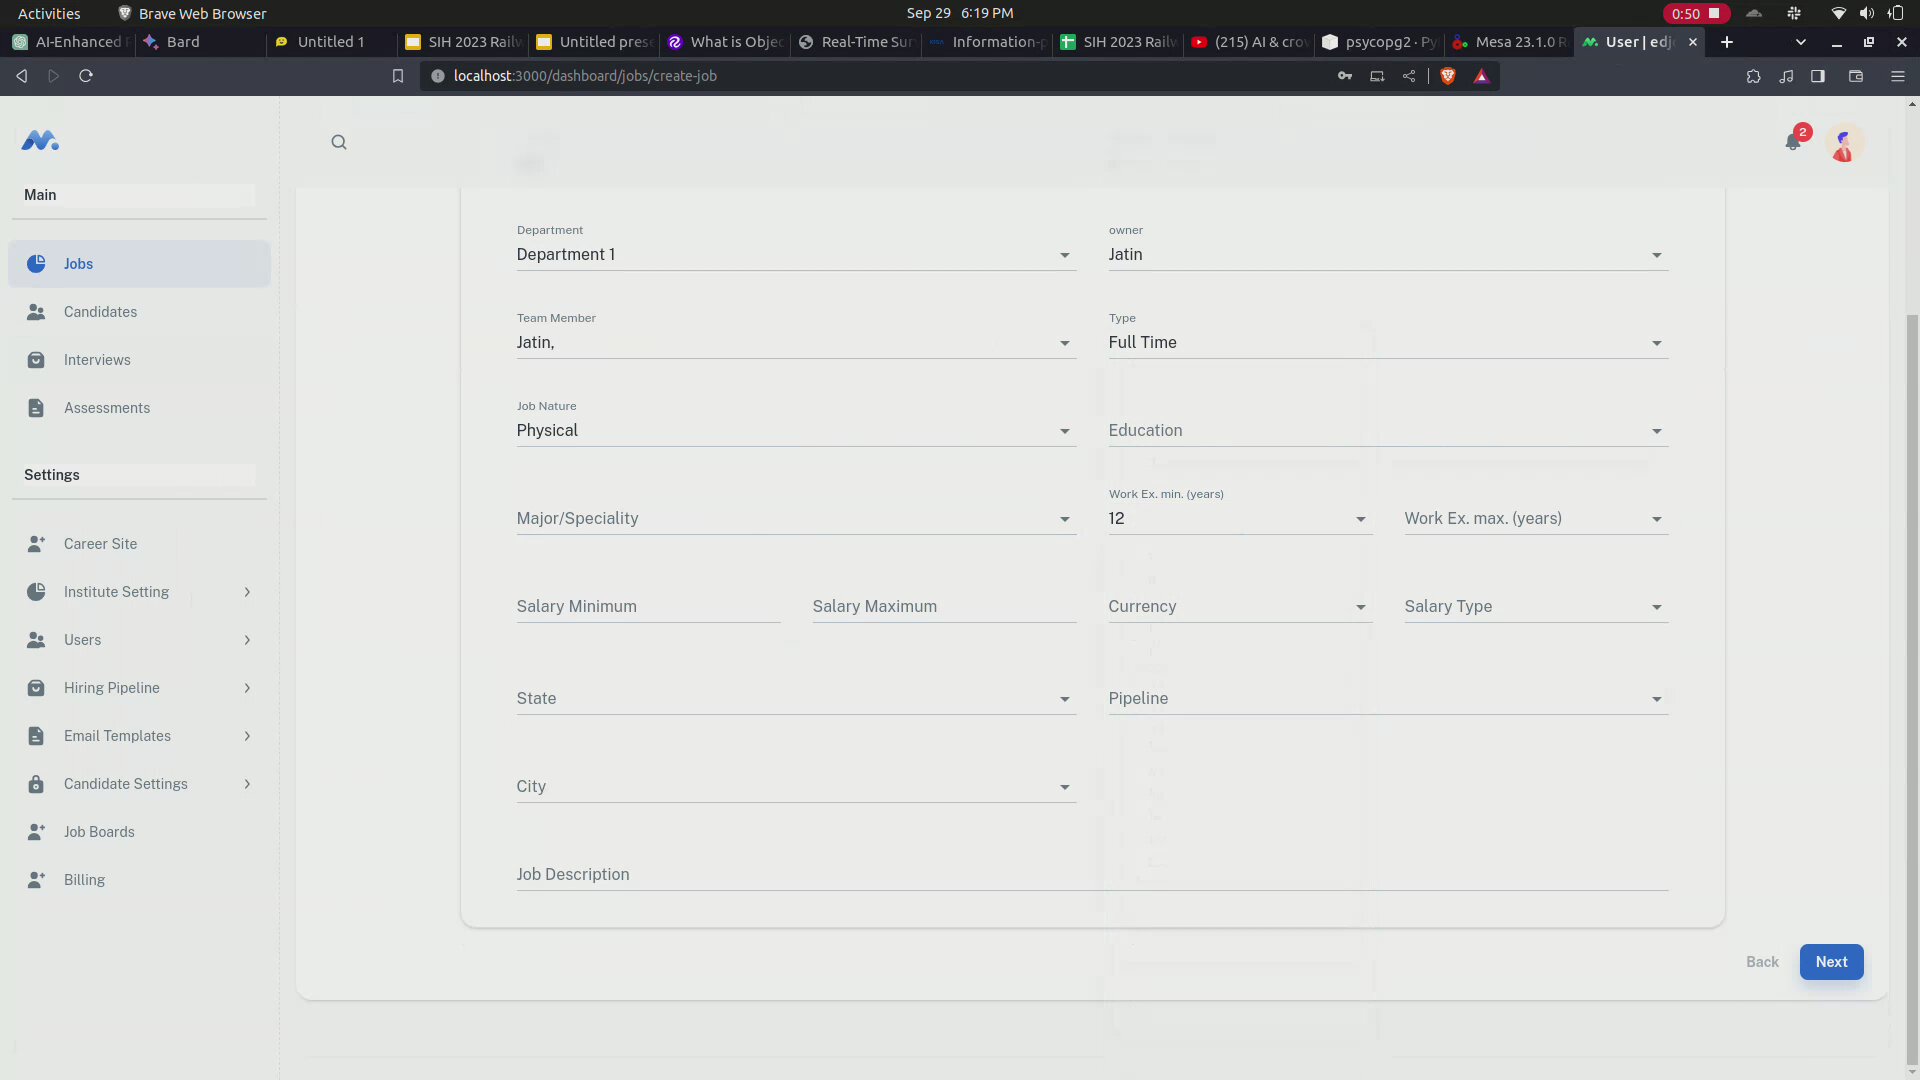 Activities Brave Web Browser Sep 29 6:19 PM 0:50
AI-Enhanced Bard Untitled 1 SIH 2023 Railw Untitled prese What is Objec Real-Time Sur Information-p SIH 2023 Railw (215) AI & crow psycopg2 · Py Mesa 23.1.0 R User | edj
localhost:3000/dashboard/jobs/create-job
2
Main
Jobs
Candidates
Interviews
Assessments
Settings
Career Site
Institute Setting
Users
Hiring Pipeline
Email Templates
Candidate Settings
Job Boards
Billing
Department owner
Department 1 Jatin
Team Member Type
Jatin, Full Time
Job Nature
Physical Education
Work Ex. min. (years)
Major/Speciality 12 Work Ex. max. (years)
Salary Minimum Salary Maximum Currency Salary Type
State Pipeline
City
Job Description
Back Next